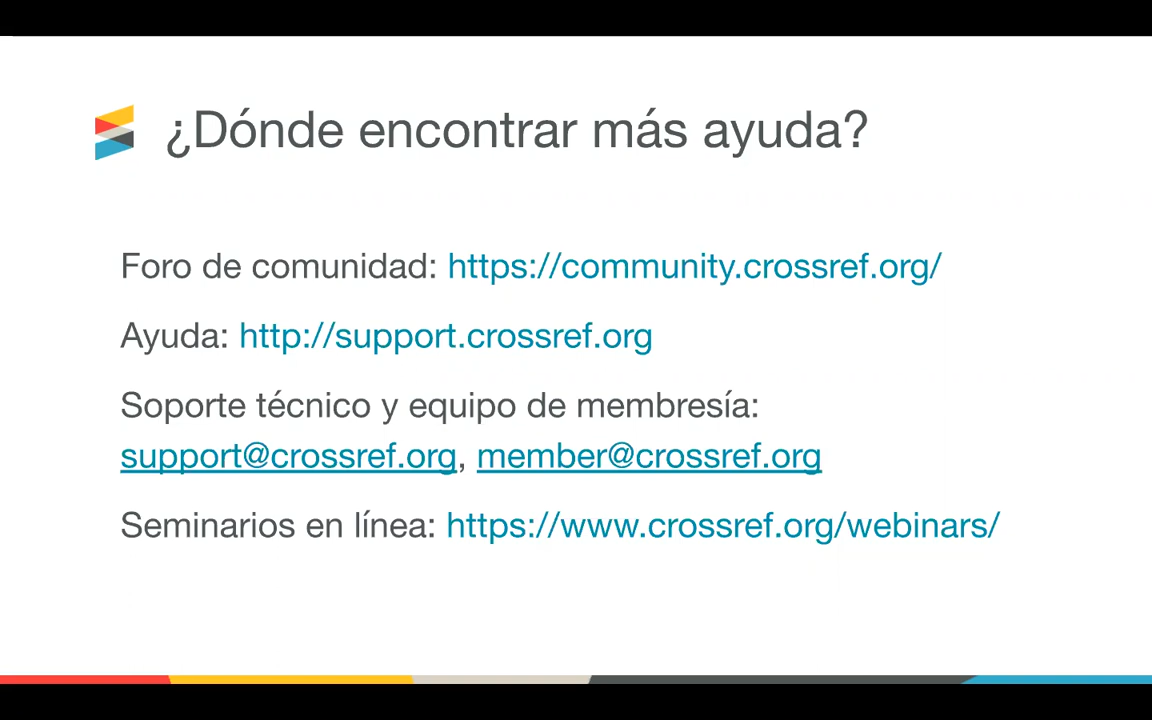 ¿Dónde encontrar más ayuda?
Foro de comunidad: https://community.crossref.org/
Ayuda: http://support.crossref.org
Soporte técnico y equipo de membresía:
support@crossref.org, member@crossref.org
Seminarios en línea: https://www.crossref.org/webinars/